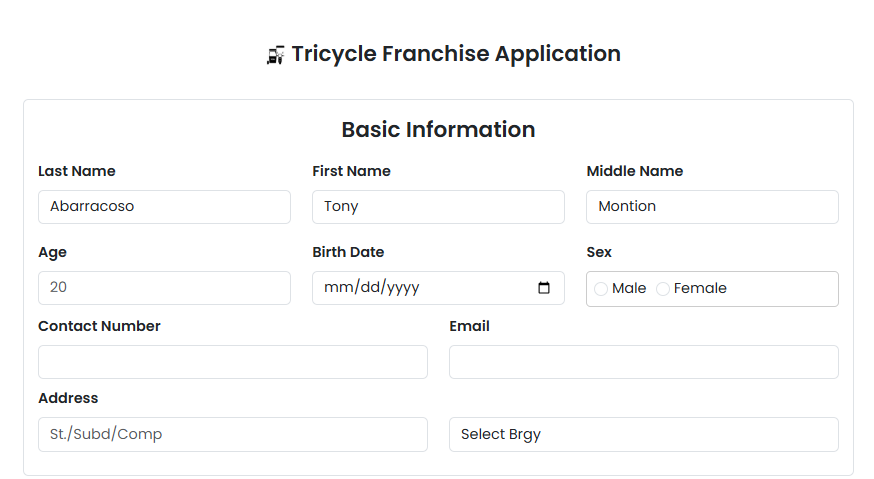 Tricycle Franchise Application
Basic Information
Last Name First Name Middle Name
Abarracoso Tony Montion
Age Birth Date Sex
20 mm/dd/yyyy Male Female
Contact Number Email
Address
St./Subd/Comp Select Brgy